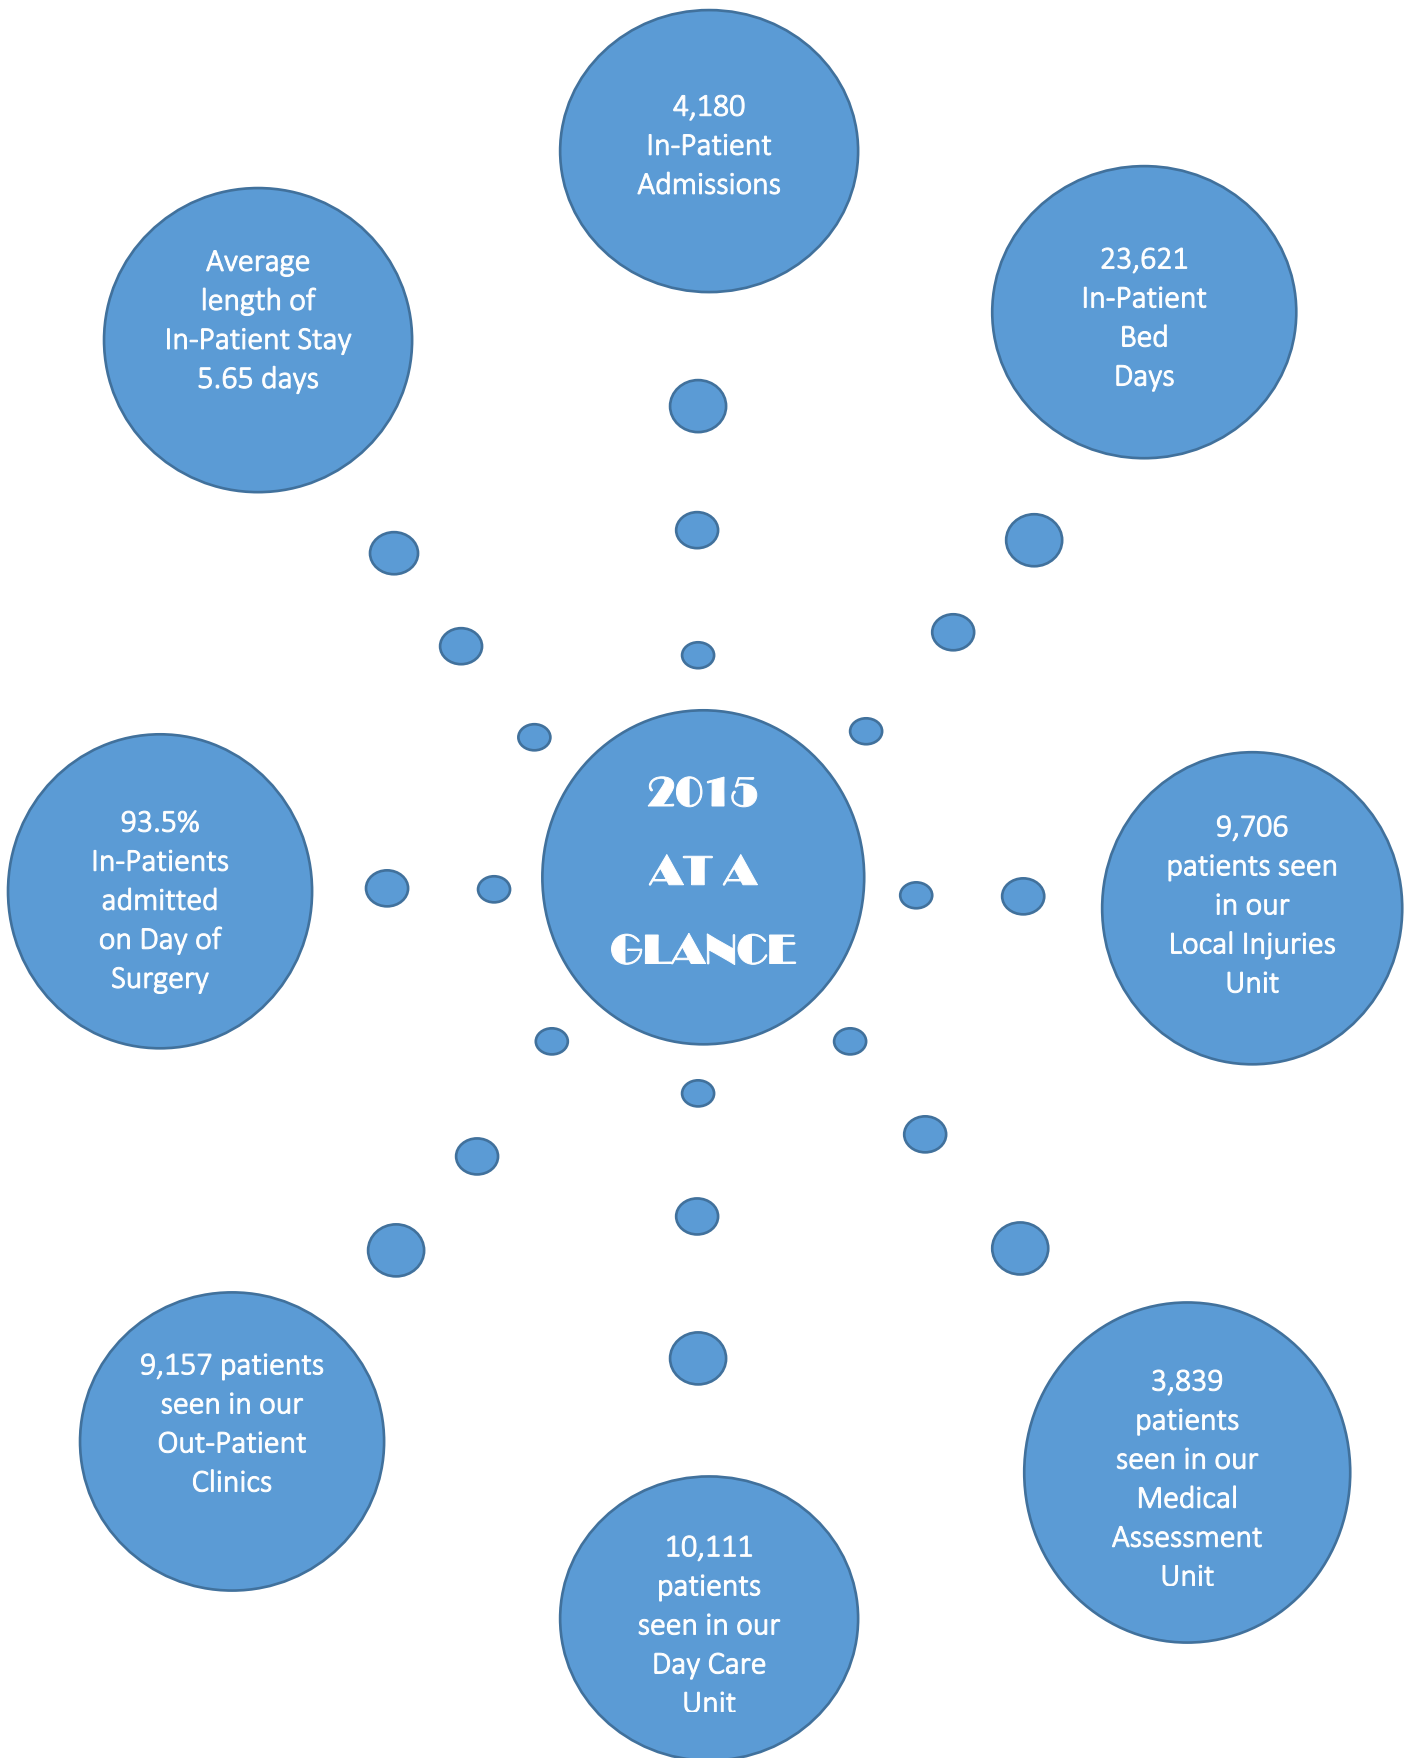 4,180
In-Patient
Admissions
23,621
In-Patient
Bed
Days
Average
length of
In-Patient Stay
5.65 days
2015
AT A
GLANCE
93.5%
In-Patients
admitted
on Day of
Surgery
9,706
patients seen
in our
Local Injuries
Unit
9,157 patients
seen in our
Out-Patient
Clinics
3,839
patients
seen in our
Medical
Assessment
Unit
10,111
patients
seen in our
Day Care
Unit